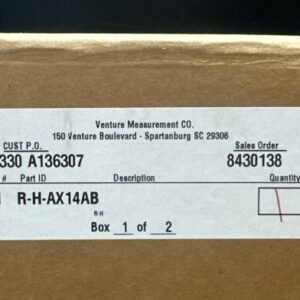 Venture Measurement CO.
150 Venture Boulevard - Spartanburg SC 29306
CUST P.O. Sales Order
330 A136307 8430138
# Part ID Description Quantity
R-H-AX14AB
R-H
Box 1 of 2